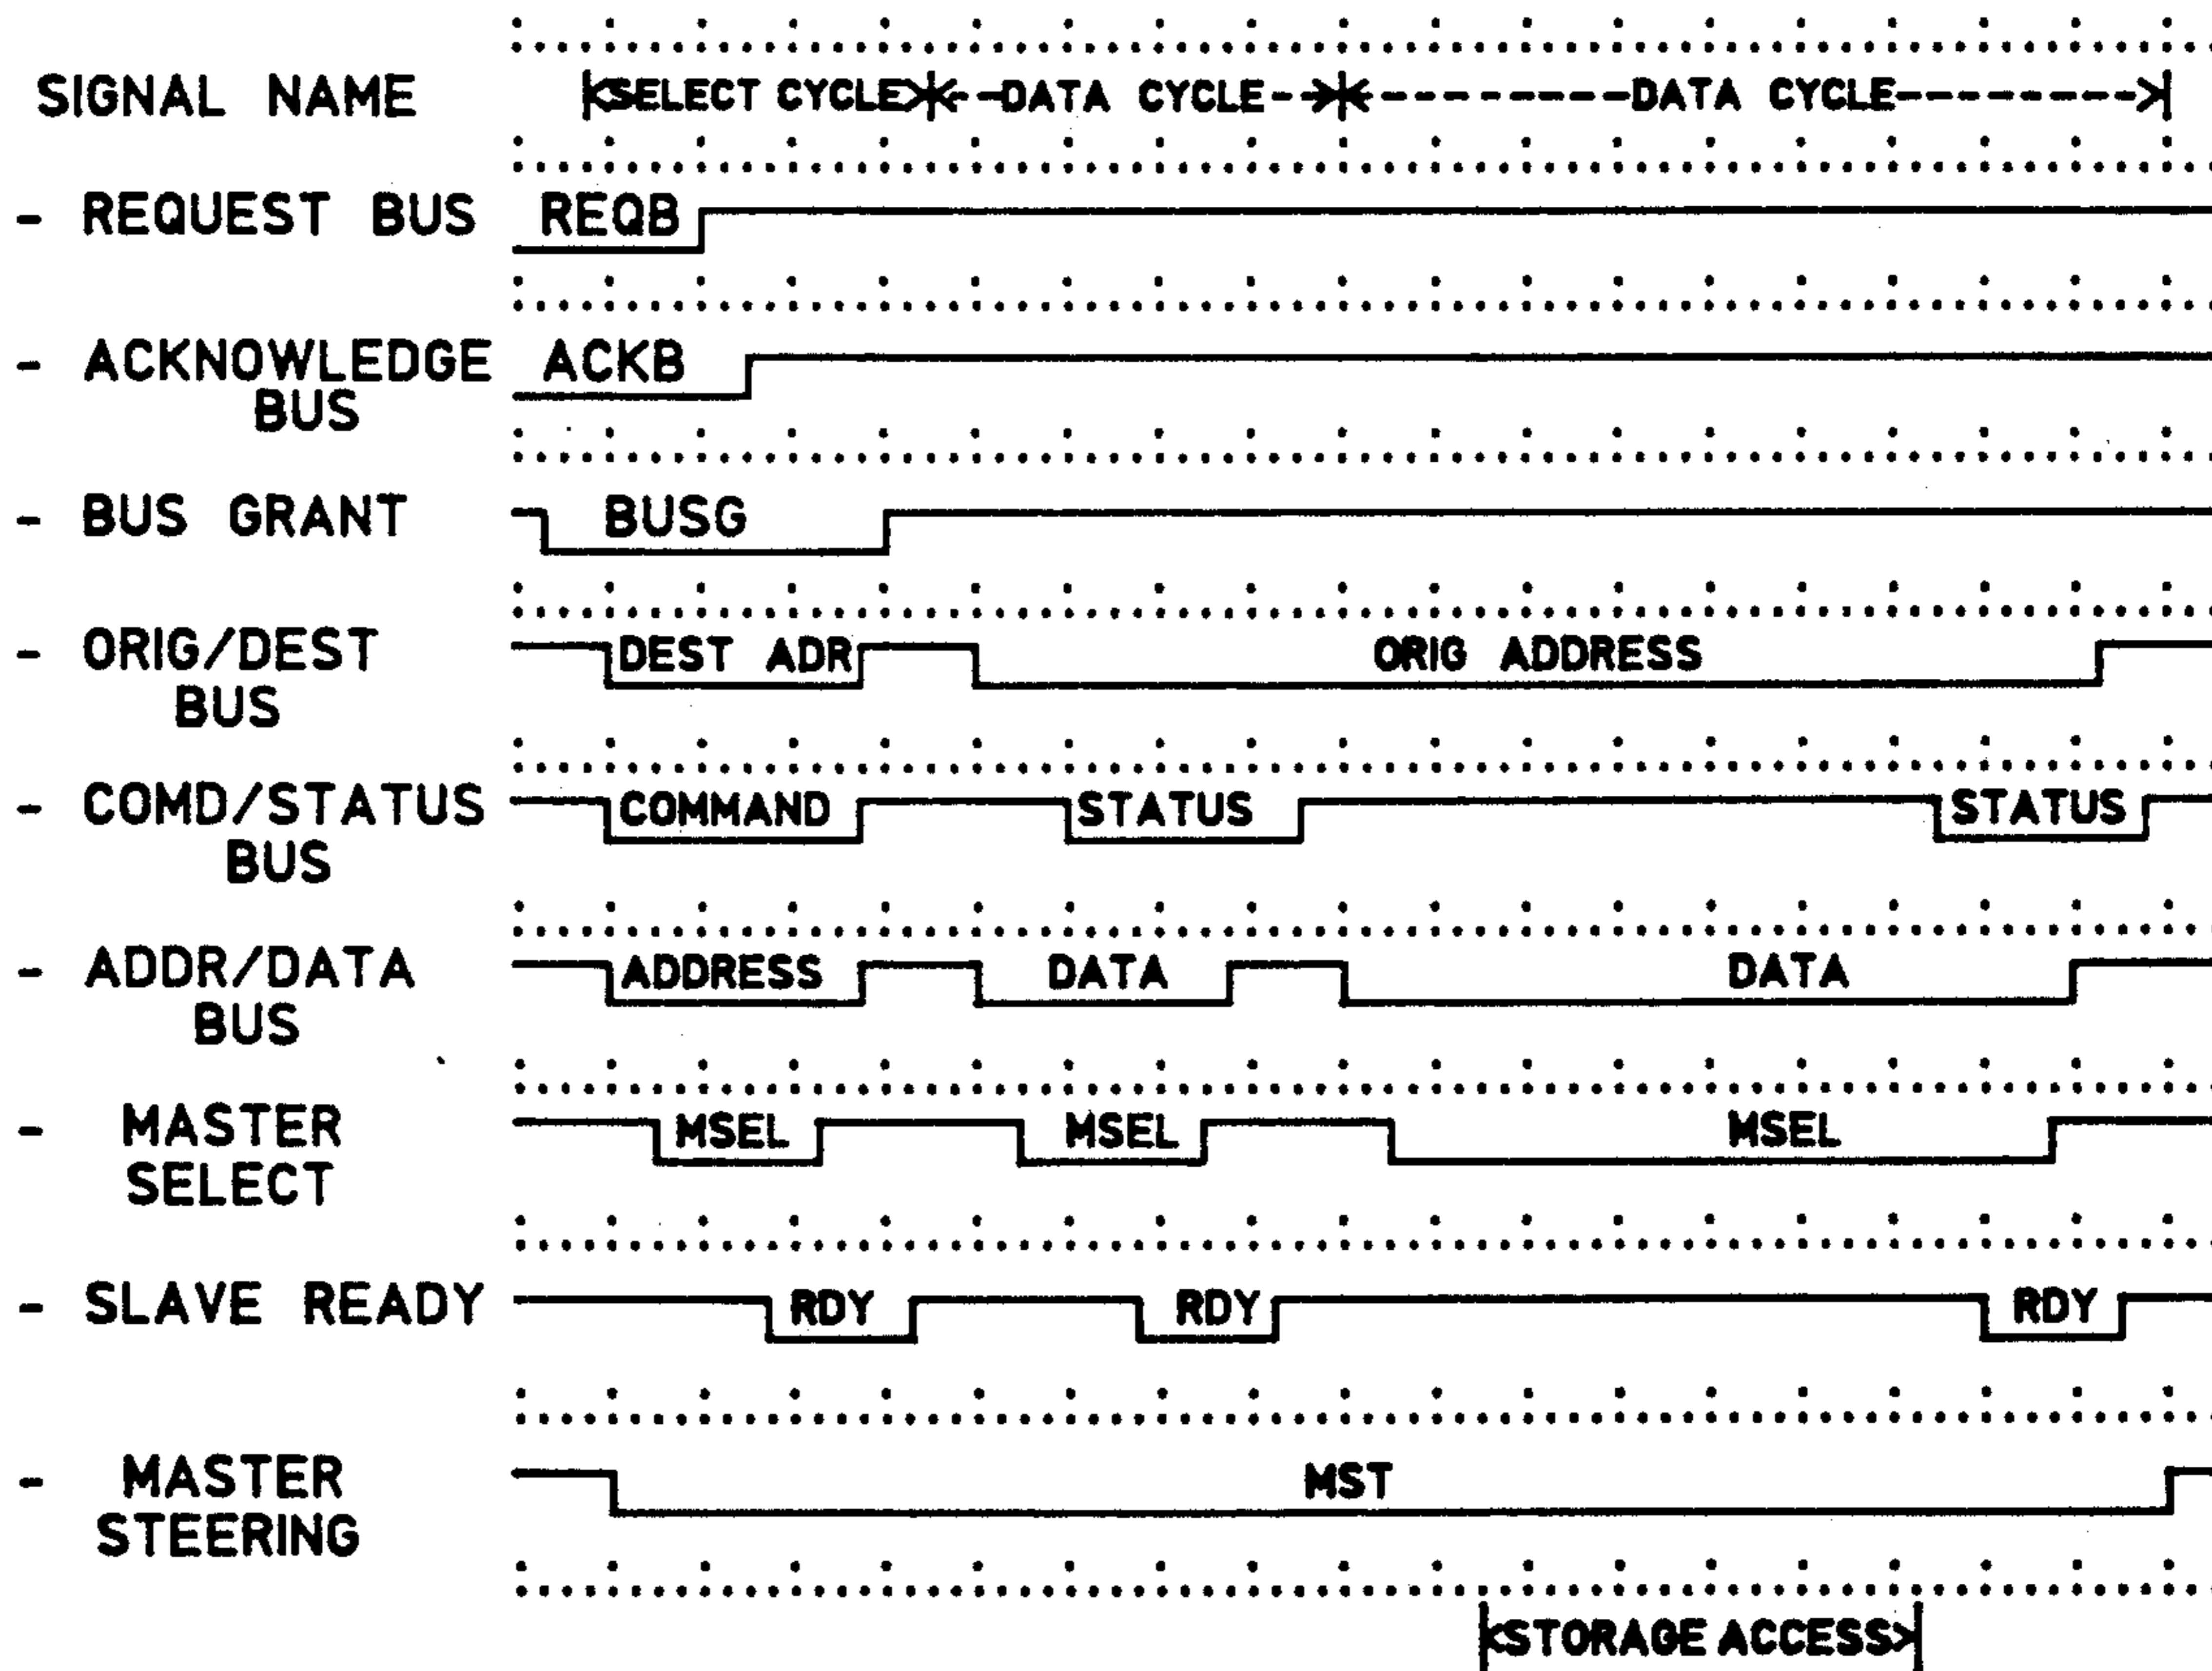 SIGNAL NAME |<SELECT CYCLE>|<--DATA CYCLE-->|<-----------DATA CYCLE--------->|
- REQUEST BUS REQB
- ACKNOWLEDGE BUS ACKB
- BUS GRANT BUSG
- ORIG/DEST BUS DEST ADR ORIG ADDRESS
- COMD/STATUS BUS COMMAND STATUS STATUS
- ADDR/DATA BUS ADDRESS DATA DATA
- MASTER SELECT MSEL MSEL MSEL
- SLAVE READY RDY RDY RDY
- MASTER STEERING MST
|<STORAGE ACCESS>|